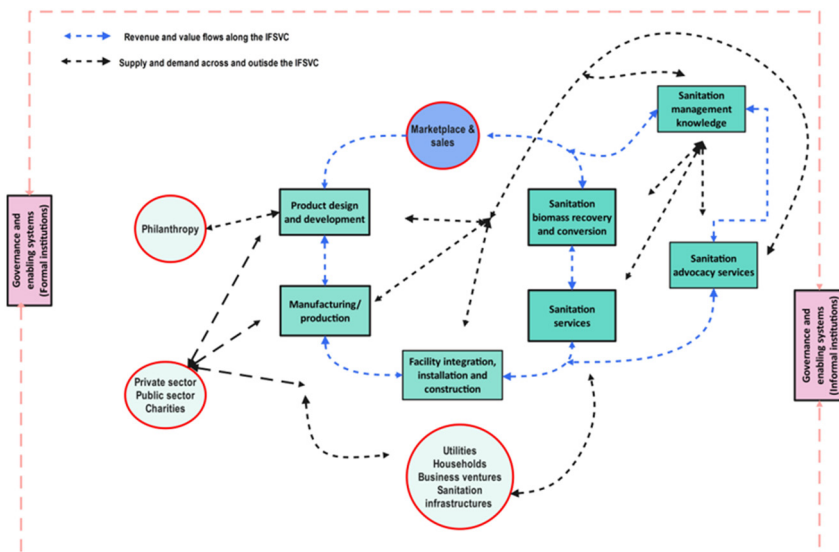 Revenue and value flows along the IFSVC
Supply and demand across and outisde the IFSVC
Marketplace &
sales
Sanitation
management
knowledge
Philanthropy
Product design
and development
Sanitation
biomass recovery
and conversion
Sanitation
advocacy services
Governance and
enabling systems
(Formal institutions)
Manufacturing/
production
Sanitation
services
Governance and
enabling systems
(Informal institutions)
Facility integration,
installation and
construction
Private sector
Public sector
Charities
Utilities
Households
Business ventures
Sanitation
infrastructures